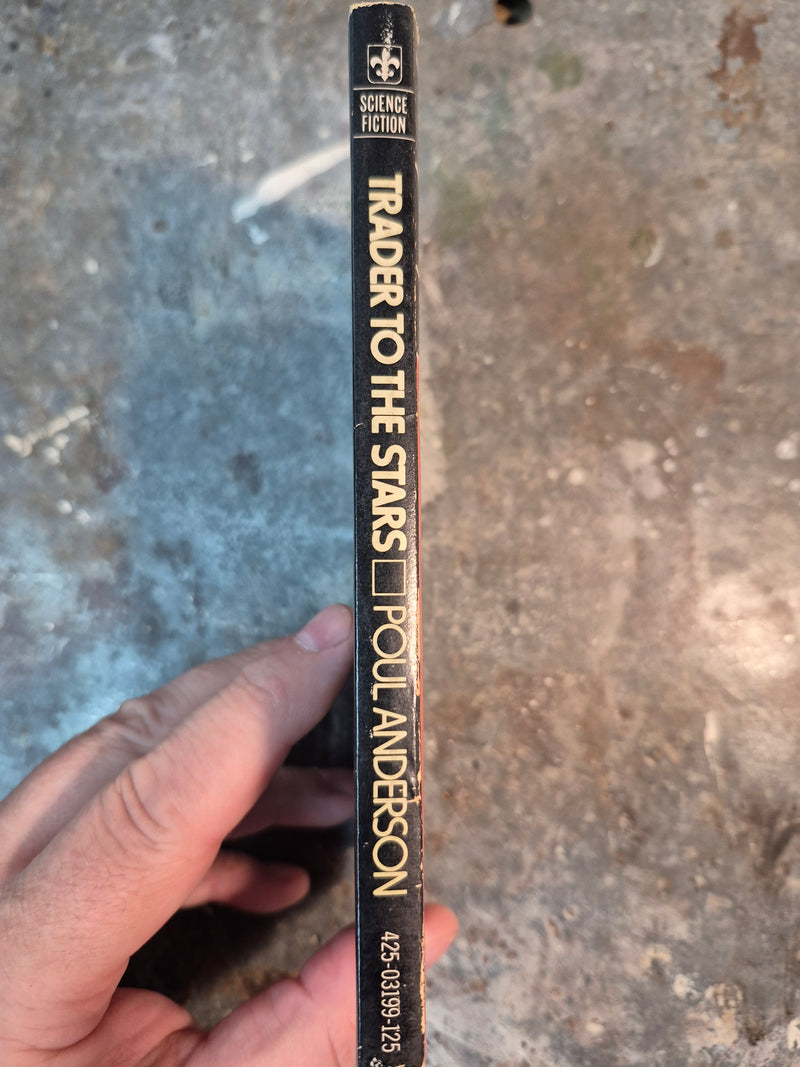 SCIENCE
FICTION
TRADER TO THE STARS □ POUL ANDERSON
425-03199-125